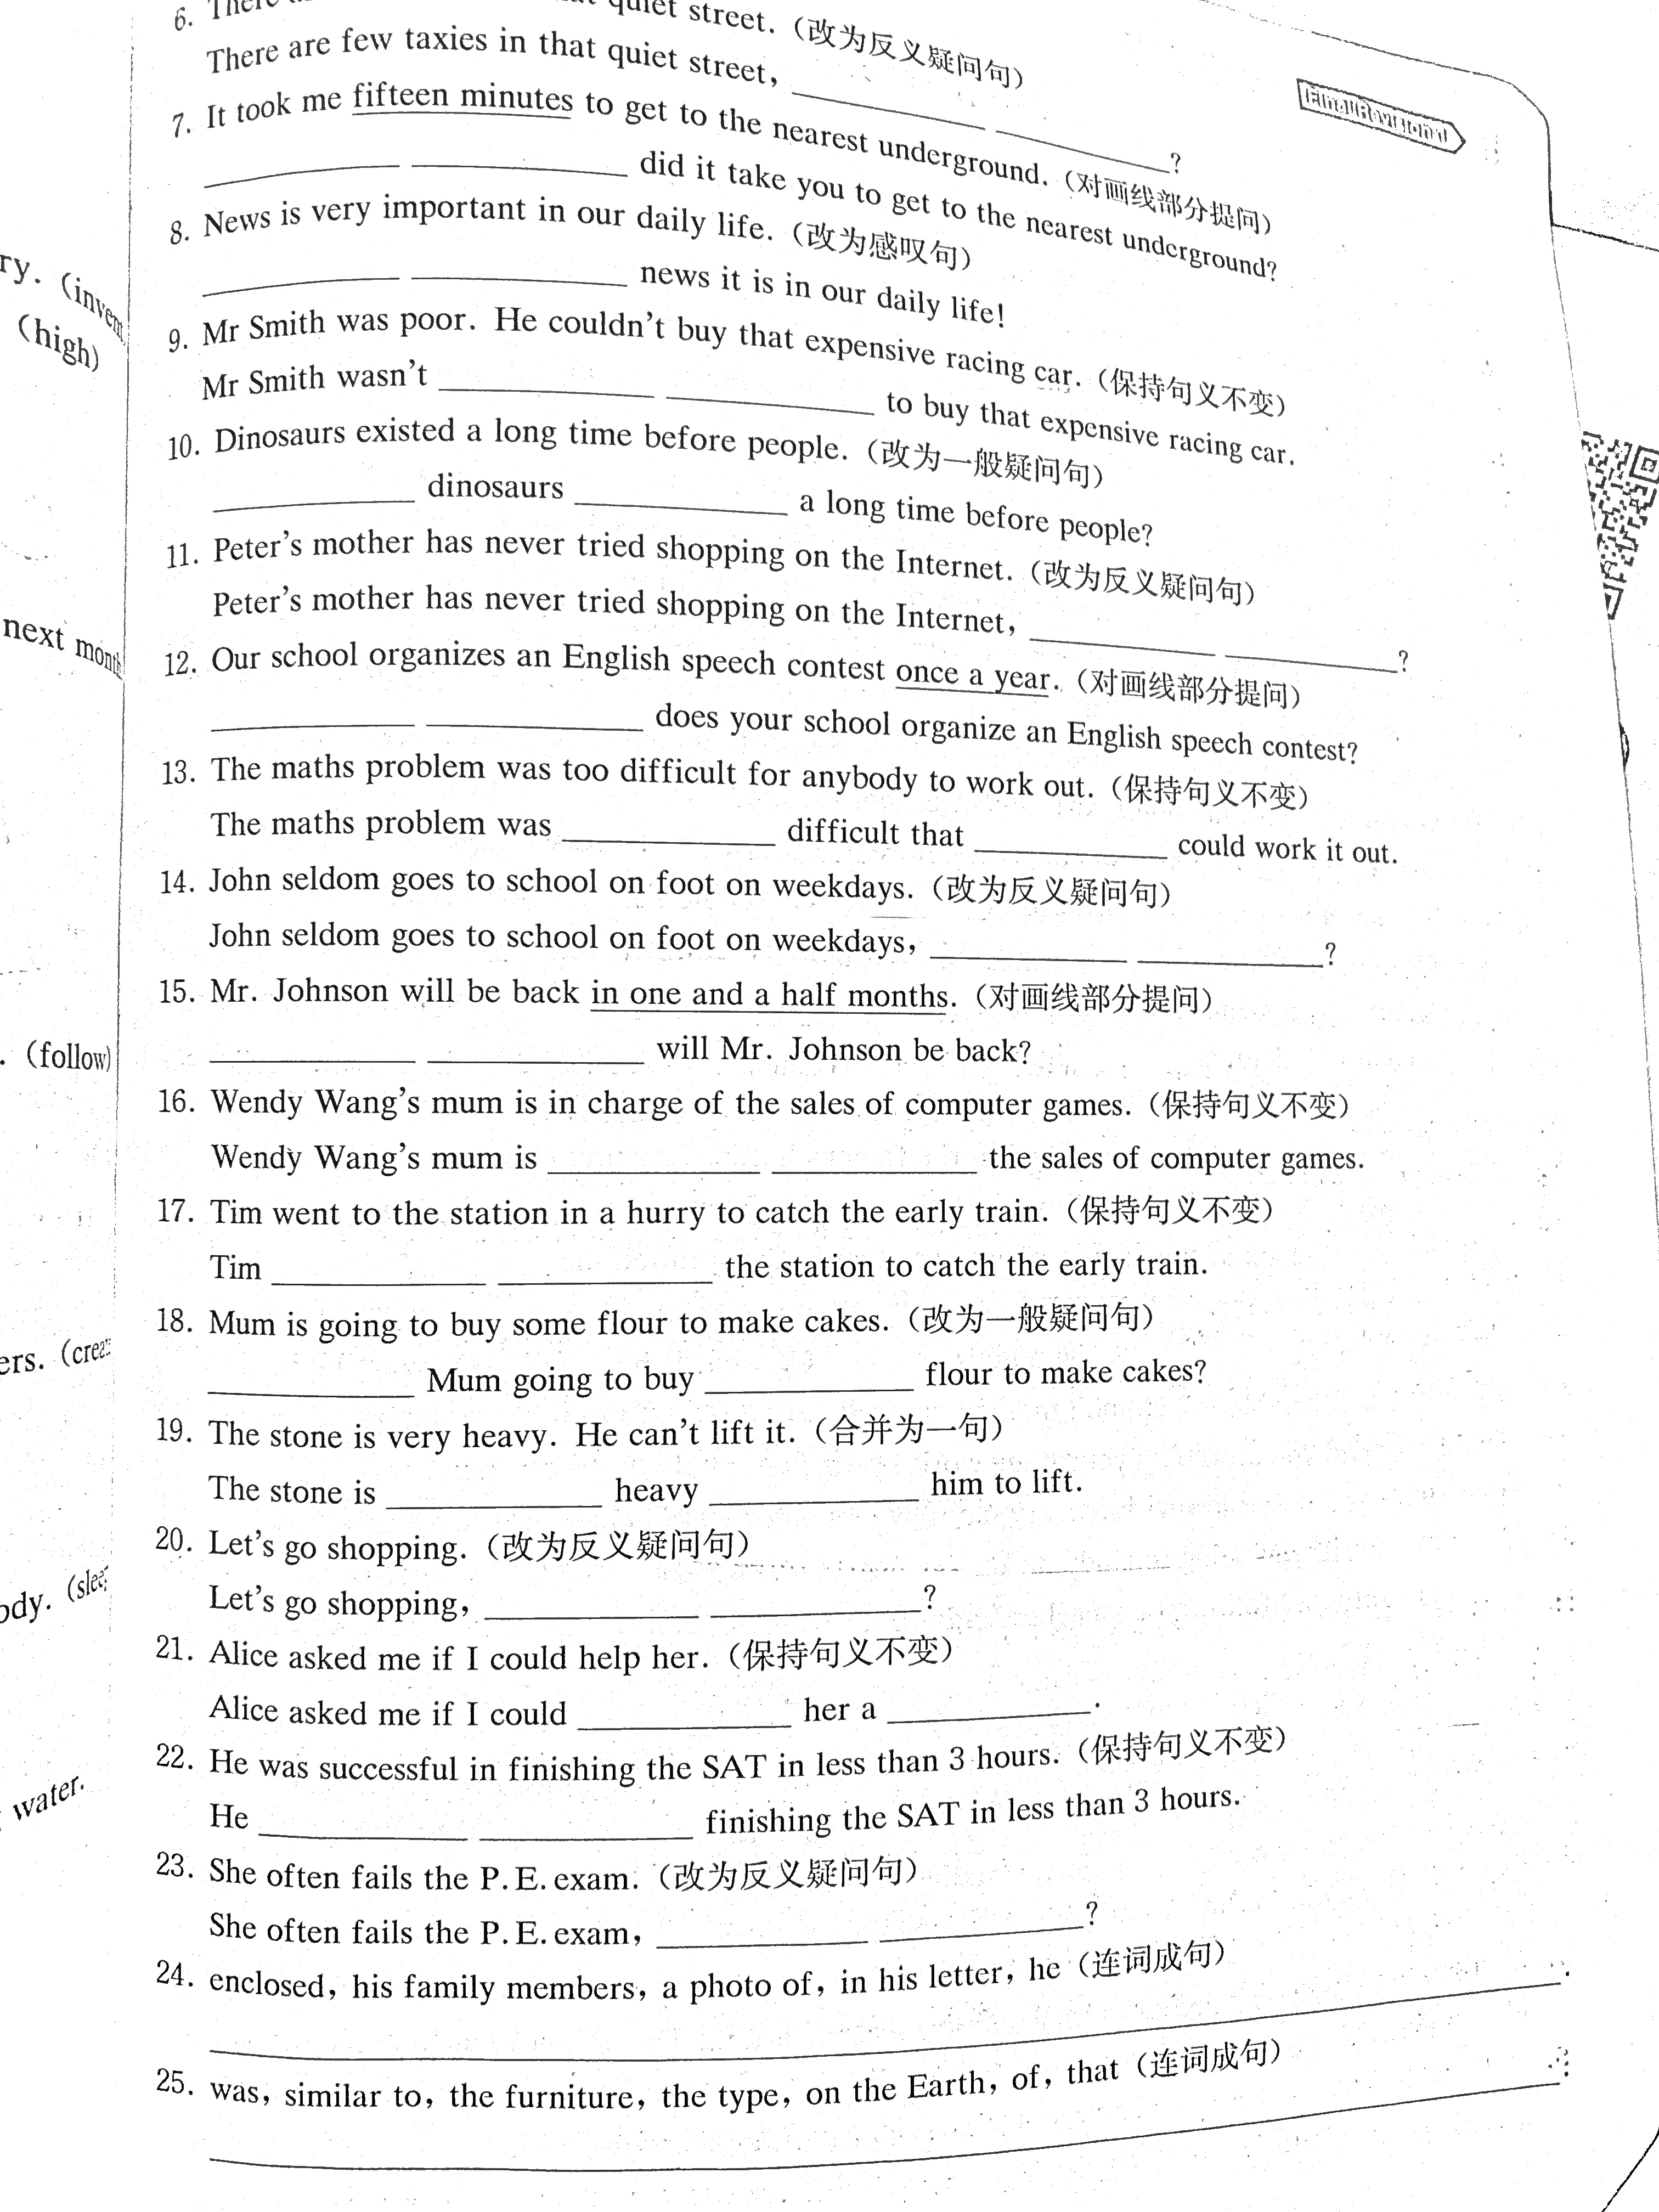 6. There quiet street.（改为反义疑问句）
There are few taxies in that quiet street, ________ ________?
7. It took me fifteen minutes to get to the nearest underground.（对画线部分提问）
________ ________ did it take you to get to the nearest underground?
8. News is very important in our daily life.（改为感叹句）
________ ________ news it is in our daily life!
9. Mr Smith was poor. He couldn't buy that expensive racing car.（保持句义不变）
Mr Smith wasn't ________ ________ to buy that expensive racing car.
10. Dinosaurs existed a long time before people.（改为一般疑问句）
________ dinosaurs ________ a long time before people?
11. Peter's mother has never tried shopping on the Internet.（改为反义疑问句）
Peter's mother has never tried shopping on the Internet, ________ ________?
12. Our school organizes an English speech contest once a year.（对画线部分提问）
________ ________ does your school organize an English speech contest?
13. The maths problem was too difficult for anybody to work out.（保持句义不变）
The maths problem was ________ difficult that ________ could work it out.
14. John seldom goes to school on foot on weekdays.（改为反义疑问句）
John seldom goes to school on foot on weekdays, ________ ________?
15. Mr. Johnson will be back in one and a half months.（对画线部分提问）
________ ________ will Mr. Johnson be back?
16. Wendy Wang's mum is in charge of the sales of computer games.（保持句义不变）
Wendy Wang's mum is ________ ________ the sales of computer games.
17. Tim went to the station in a hurry to catch the early train.（保持句义不变）
Tim ________ ________ the station to catch the early train.
18. Mum is going to buy some flour to make cakes.（改为一般疑问句）
________ Mum going to buy ________ flour to make cakes?
19. The stone is very heavy. He can't lift it.（合并为一句）
The stone is ________ heavy ________ him to lift.
20. Let's go shopping.（改为反义疑问句）
Let's go shopping, ________ ________?
21. Alice asked me if I could help her.（保持句义不变）
Alice asked me if I could ________ her a ________.
22. He was successful in finishing the SAT in less than 3 hours.（保持句义不变）
He ________ ________ finishing the SAT in less than 3 hours.
23. She often fails the P.E. exam.（改为反义疑问句）
She often fails the P.E. exam, ________ ________?
24. enclosed, his family members, a photo of, in his letter, he（连词成句）
________.
25. was, similar to, the furniture, the type, on the Earth, of, that（连词成句）
________?
ry.（invent
（high）
next month
.（follow）
ers.
ody.
water.